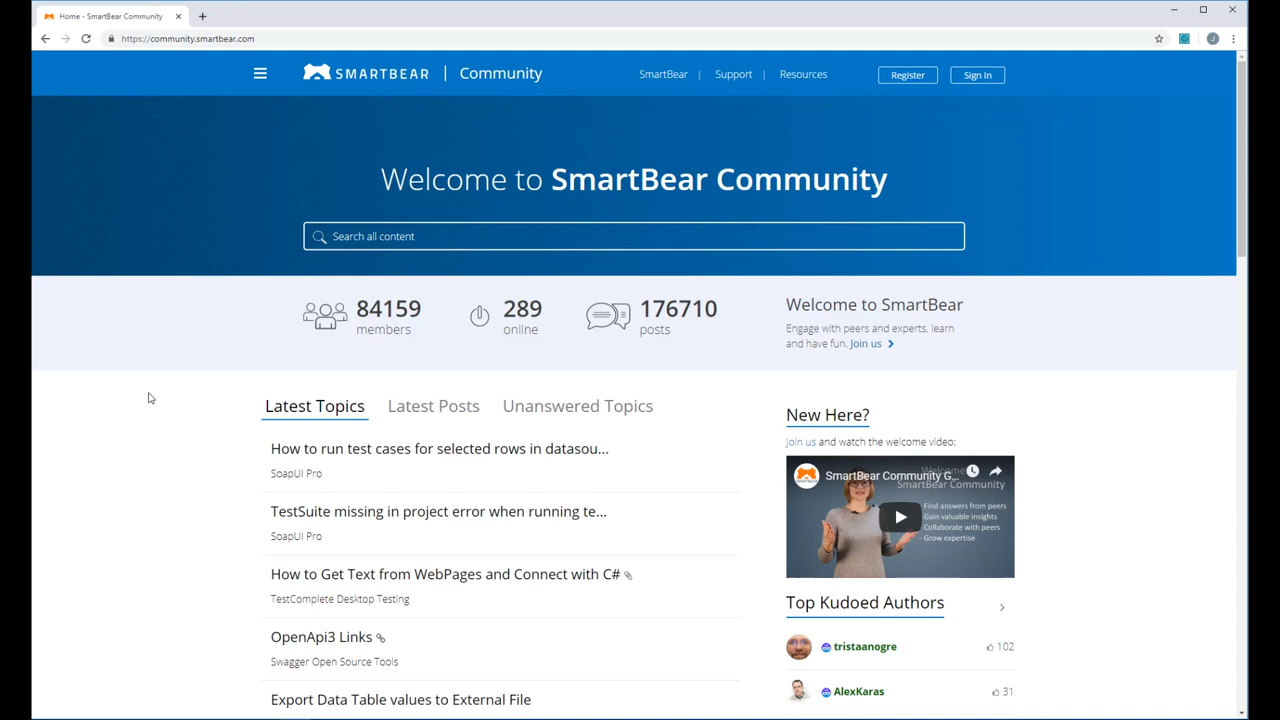 Home - SmartBear Community
https://community.smartbear.com
J
SMARTBEAR | Community
SmartBear | Support | Resources
Register
Sign In
Welcome to SmartBear Community
Search all content
84159
members
289
online
176710
posts
Welcome to SmartBear
Engage with peers and experts, learn
and have fun. Join us
Latest Topics
Latest Posts
Unanswered Topics
How to run test cases for selected rows in datasou...
SoapUI Pro
TestSuite missing in project error when running te...
SoapUI Pro
How to Get Text from WebPages and Connect with C#
TestComplete Desktop Testing
OpenApi3 Links
Swagger Open Source Tools
Export Data Table values to External File
New Here?
Join us and watch the welcome video:
SmartBear Community G...
Welcome
SmartBear Community
Find answers from peers
Gain valuable insights
Collaborate with peers
- Grow expertise
Top Kudoed Authors
tristaanogre
102
AlexKaras
31